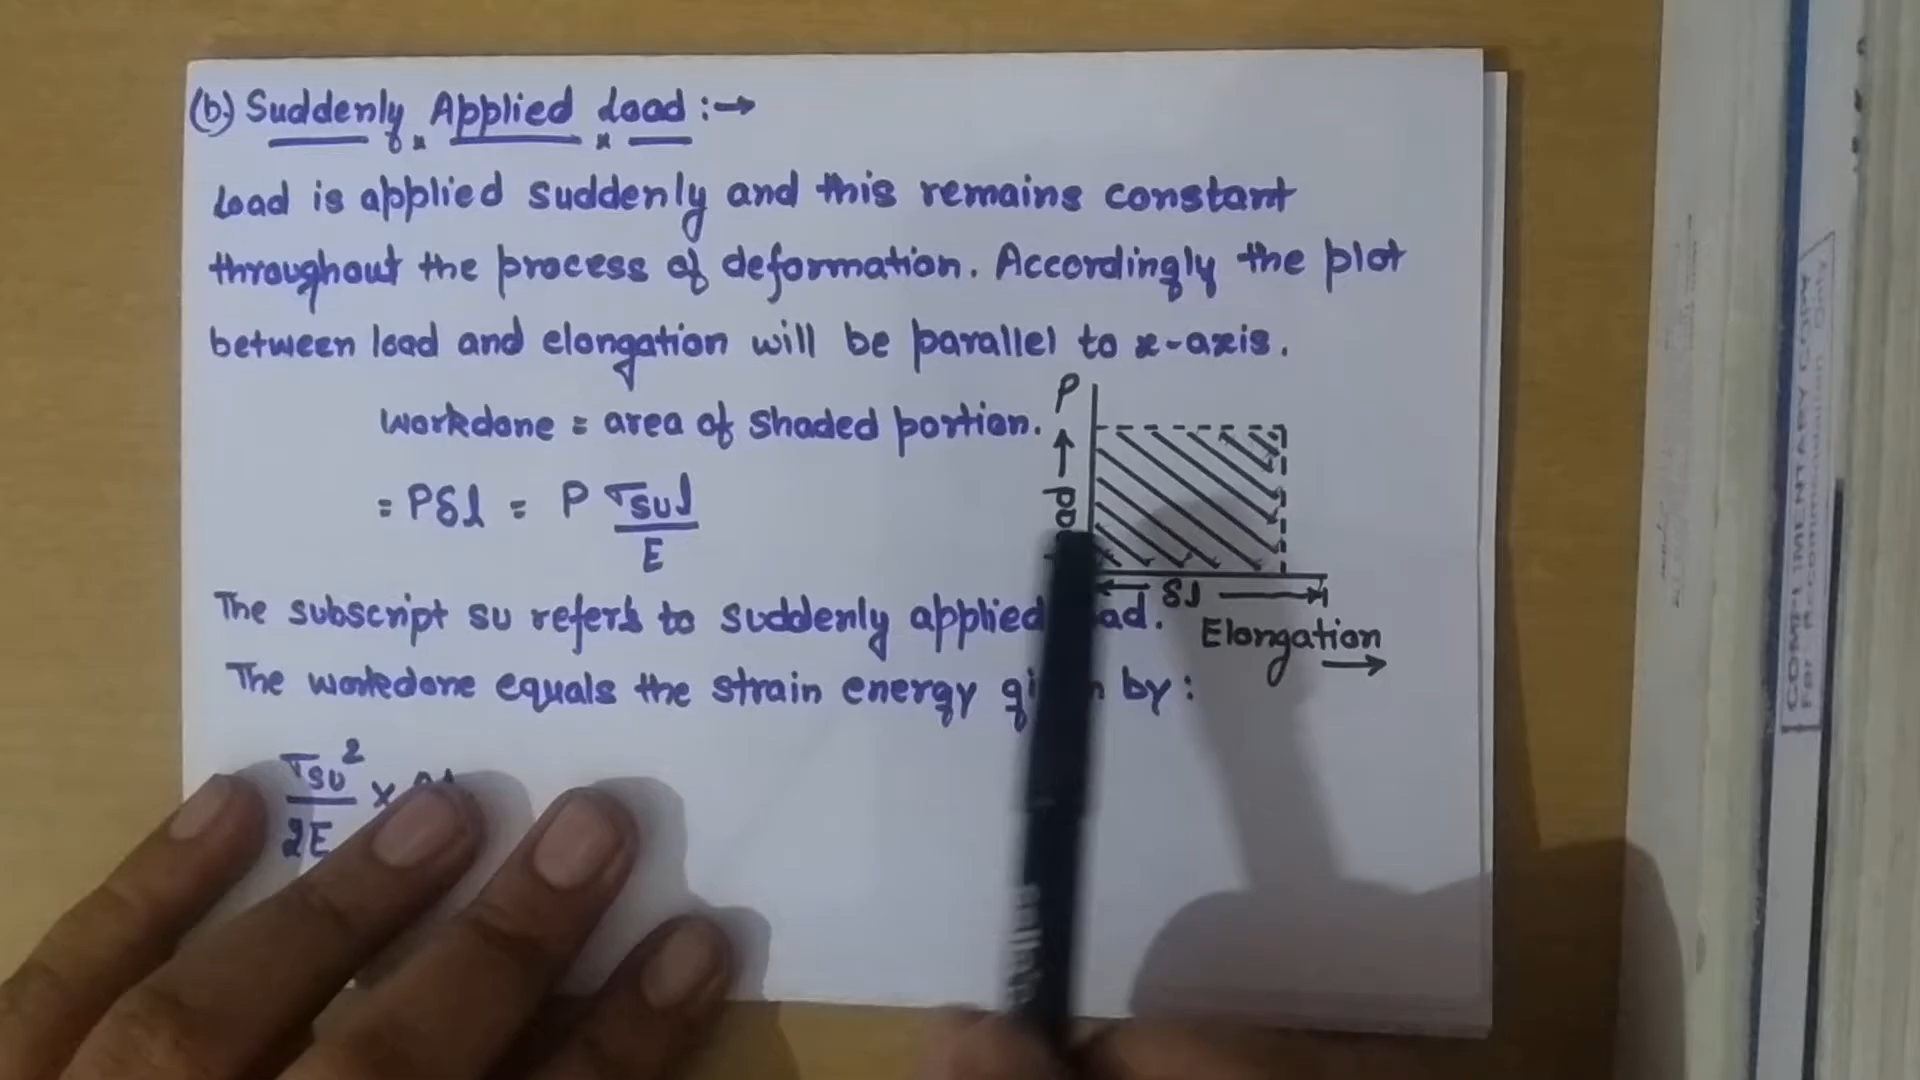 (b.) Suddenly Applied Load :→
Load is applied suddenly and this remains constant
throughout the process of deformation. Accordingly the plot
between load and elongation will be parallel to x-axis.
workdone = area of shaded portion.
= Pδl = P σsu l / E
P
δl
Elongation →
The subscript su refers to suddenly applied
The workdone equals the strain energy by :
σsu² / 2E ×
COMPLIMENTARY COPY